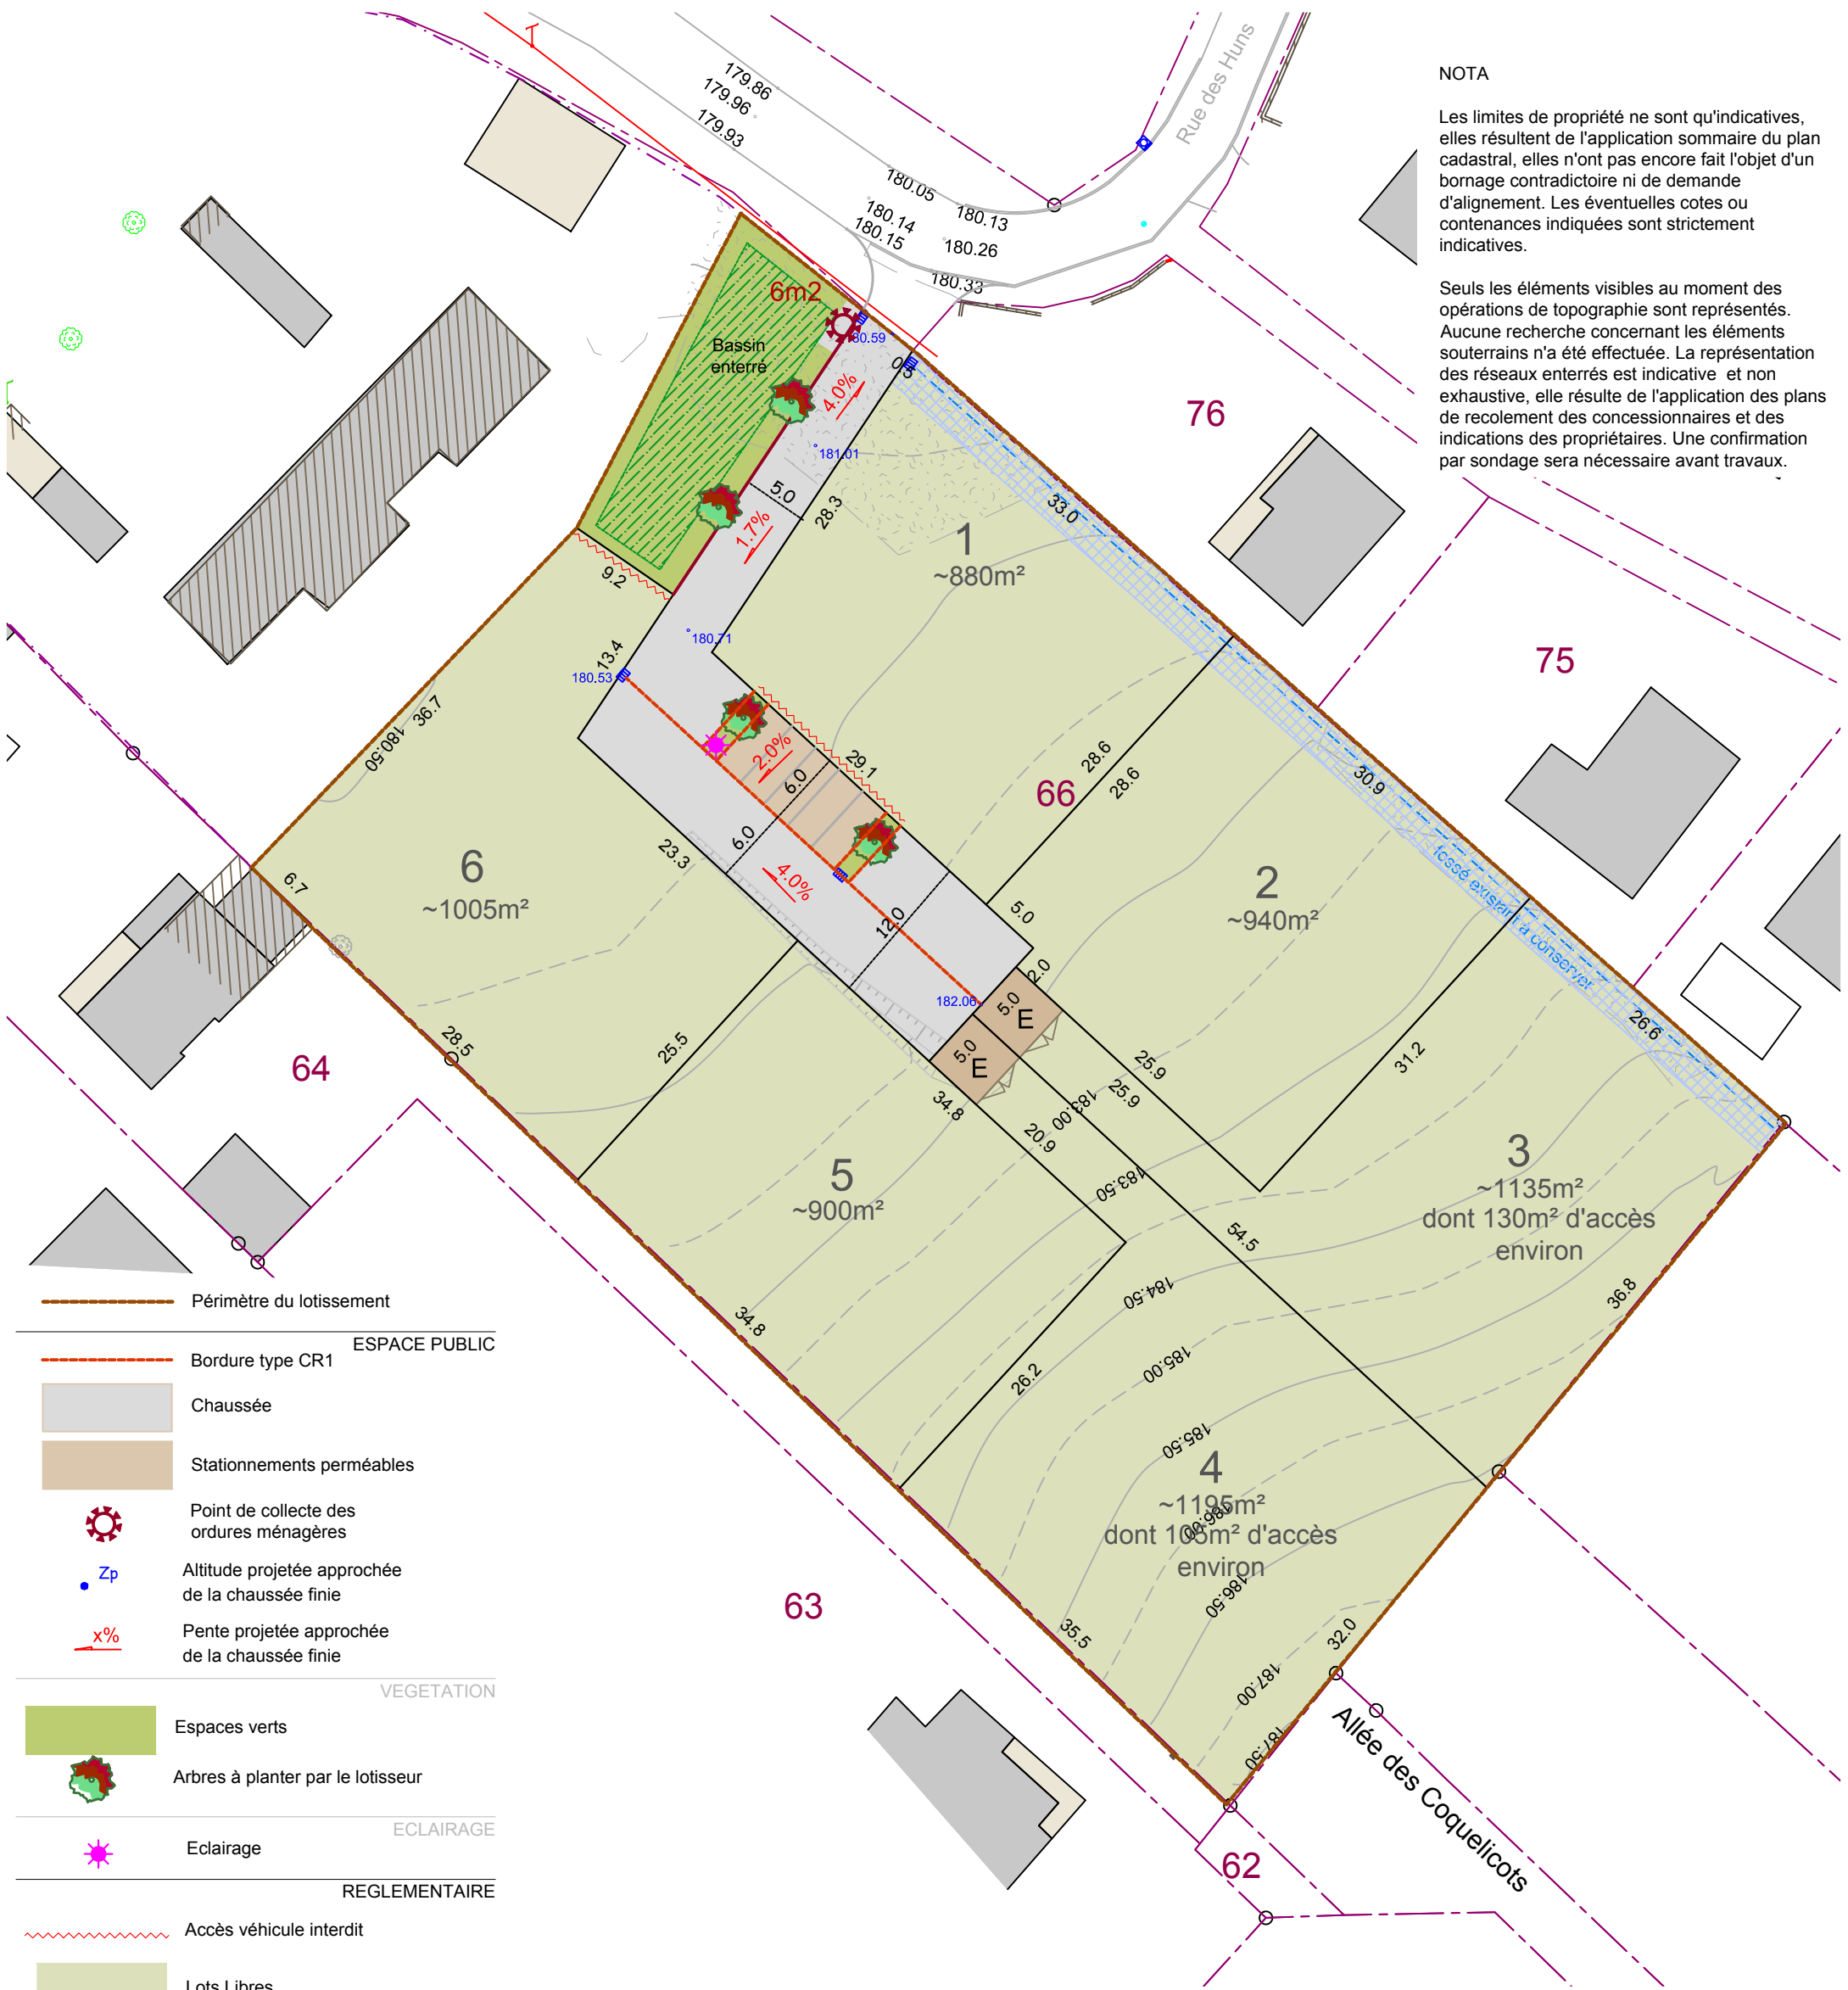 NOTA
Les limites de propriété ne sont qu'indicatives,
elles résultent de l'application sommaire du plan
cadastral, elles n'ont pas encore fait l'objet d'un
bornage contradictoire ni de demande
d'alignement. Les éventuelles cotes ou
contenances indiquées sont strictement
indicatives.
Seuls les éléments visibles au moment des
opérations de topographie sont représentés.
Aucune recherche concernant les éléments
souterrains n'a été effectuée. La représentation
des réseaux enterrés est indicative et non
exhaustive, elle résulte de l'application des plans
de recolement des concessionnaires et des
indications des propriétaires. Une confirmation
par sondage sera nécessaire avant travaux.
Rue des Huns
179.86
179.96
179.93
180.05
180.13
180.14
180.15
180.26
180.33
6m2
80.59
Bassin
enterré
0.5
4.0%
181.01
5.0
28.3
1.7%
9.2
33.0
1
~880m²
76
75
180.71
13.4
180.53
36.7
180.50
2.0%
29.1
6.0
6.0
66
28.6
28.6
30.9
23.3
4.0%
6
~1005m²
6.7
2
~940m²
fossé existant à conserver
12.0
5.0
2.0
182.06
5.0
E
5.0
E
26.6
28.5
64
25.5
34.8
25.9
25.9
31.2
183.00
20.9
183.50
3
~1135m²
dont 130m² d'accès
environ
5
~900m²
54.5
184.50
36.8
34.8
185.00
26.2
185.50
4
~1195m²
186.00
dont 105m² d'accès
environ
186.50
63
35.5
32.0
187.00
187.50
Allée des Coquelicots
62
Périmètre du lotissement
ESPACE PUBLIC
Bordure type CR1
Chaussée
Stationnements perméables
Point de collecte des
ordures ménagères
Zp
Altitude projetée approchée
de la chaussée finie
x%
Pente projetée approchée
de la chaussée finie
VEGETATION
Espaces verts
Arbres à planter par le lotisseur
ECLAIRAGE
Eclairage
REGLEMENTAIRE
Accès véhicule interdit
Lots Libres